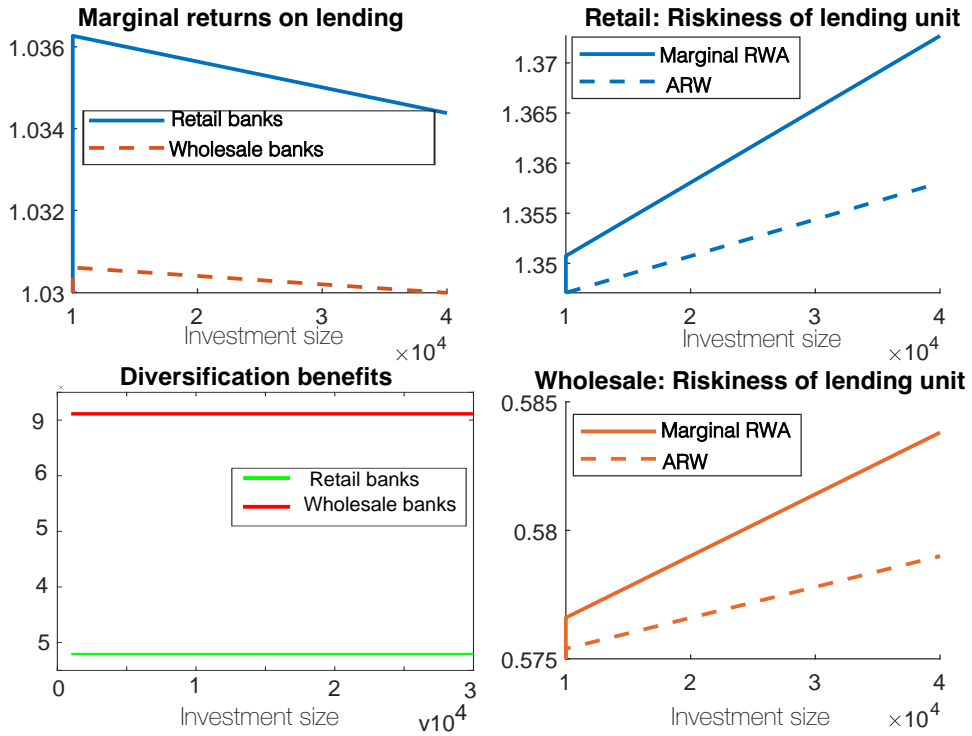 Marginal returns on lending
1.036
1.034
1.032
1.03
Retail banks
Wholesale banks
1 2 3 4
Investment size
×10^4
Retail: Riskiness of lending unit
1.37
1.365
1.36
1.355
1.35
Marginal RWA
ARW
1 2 3 4
Investment size
×10^4
Diversification benefits
×
9
6
5
4
5
Retail banks
Wholesale banks
0 1 2 3 0
Investment size
v10^4
Wholesale: Riskiness of lending unit
0.585
0.58
0.575
Marginal RWA
ARW
1 2 3 4
Investment size
×10^4